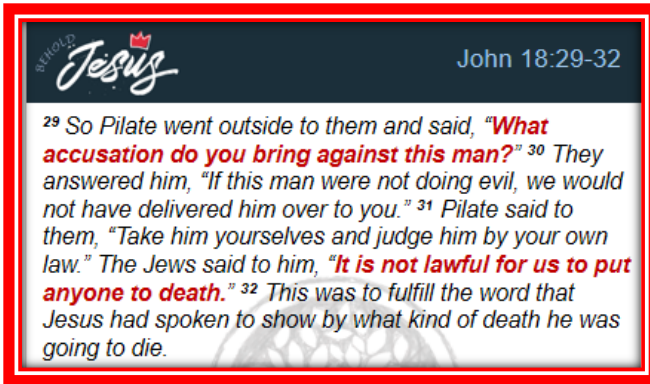 BEHOLD
Jesus
John 18:29-32
29 So Pilate went outside to them and said, “What
accusation do you bring against this man?” 30 They
answered him, “If this man were not doing evil, we would
not have delivered him over to you.” 31 Pilate said to
them, “Take him yourselves and judge him by your own
law.” The Jews said to him, “It is not lawful for us to put
anyone to death.” 32 This was to fulfill the word that
Jesus had spoken to show by what kind of death he was
going to die.